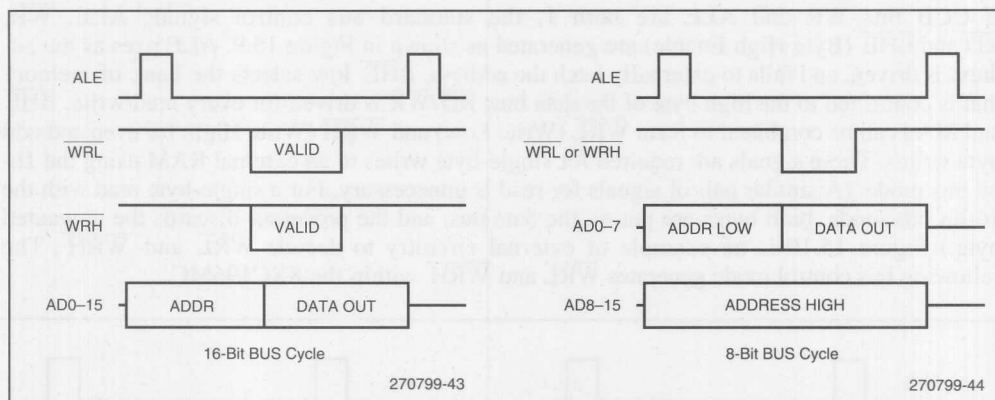 ALE
WRL
VALID
WRH
VALID
AD0–15
ADDR
DATA OUT
16-Bit BUS Cycle
270799-43
ALE
WRL or WRH
VALID
AD0–7
ADDR LOW
DATA OUT
AD8–15
ADDRESS HIGH
8-Bit BUS Cycle
270799-44